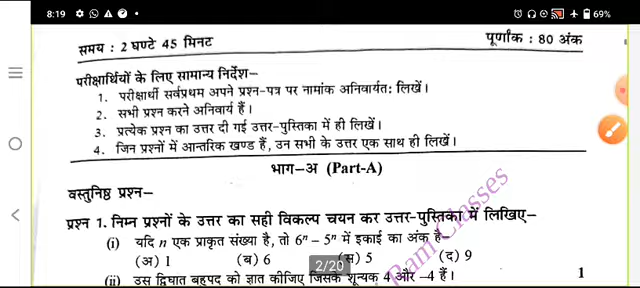 8:19
69%
समय : 2 घण्टे 45 मिनट
पूर्णांक : 80 अंक
परीक्षार्थियों के लिए सामान्य निर्देश–
1. परीक्षार्थी सर्वप्रथम अपने प्रश्न-पत्र पर नामांक अनिवार्यतः लिखें।
2. सभी प्रश्न करने अनिवार्य हैं।
3. प्रत्येक प्रश्न का उत्तर दी गई उत्तर-पुस्तिका में ही लिखें।
4. जिन प्रश्नों में आन्तरिक खण्ड हैं, उन सभी के उत्तर एक साथ ही लिखें।
भाग–अ (Part-A)
वस्तुनिष्ठ प्रश्न–
प्रश्न 1. निम्न प्रश्नों के उत्तर का सही विकल्प चयन कर उत्तर-पुस्तिका में लिखिए–
(i) यदि n एक प्राकृत संख्या है, तो 6ⁿ – 5ⁿ में इकाई का अंक है–
(अ) 1 (ब) 6 (स) 5 (द) 9
2/20
1
(ii) उस द्विघात बहुपद को ज्ञात कीजिए जिसके शून्यक 4 और –4 हैं।
Ram Classes